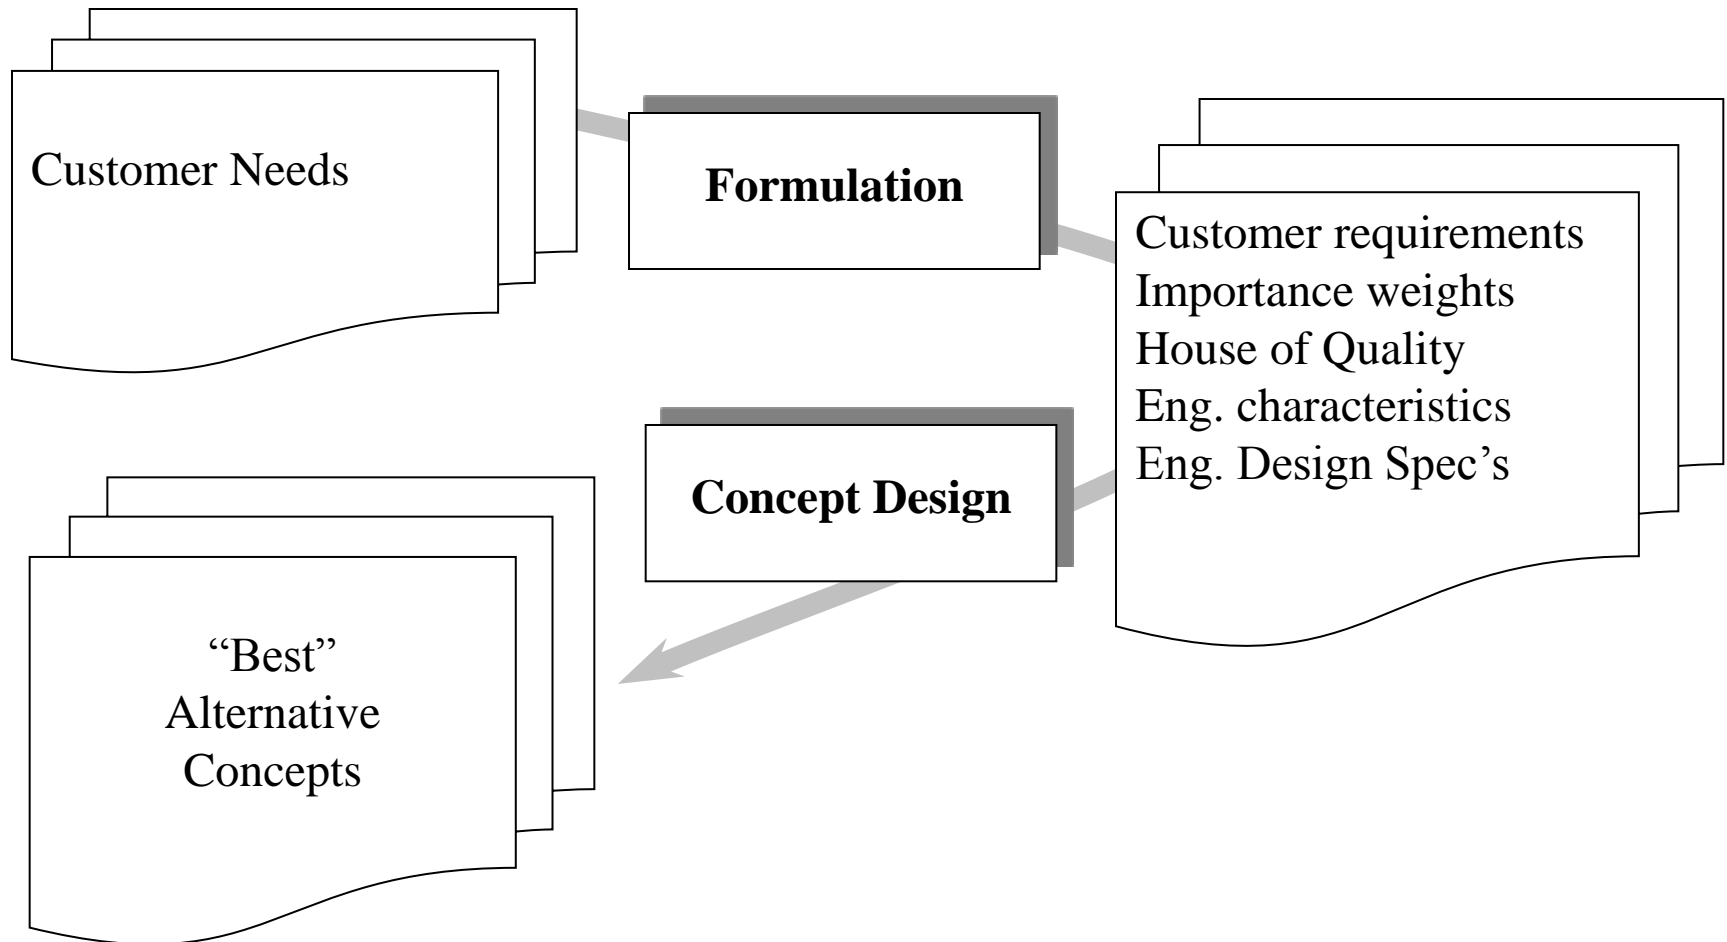 Customer Needs
Formulation
Customer requirements
Importance weights
House of Quality
Eng. characteristics
Eng. Design Spec’s
Concept Design
“Best”
Alternative
Concepts